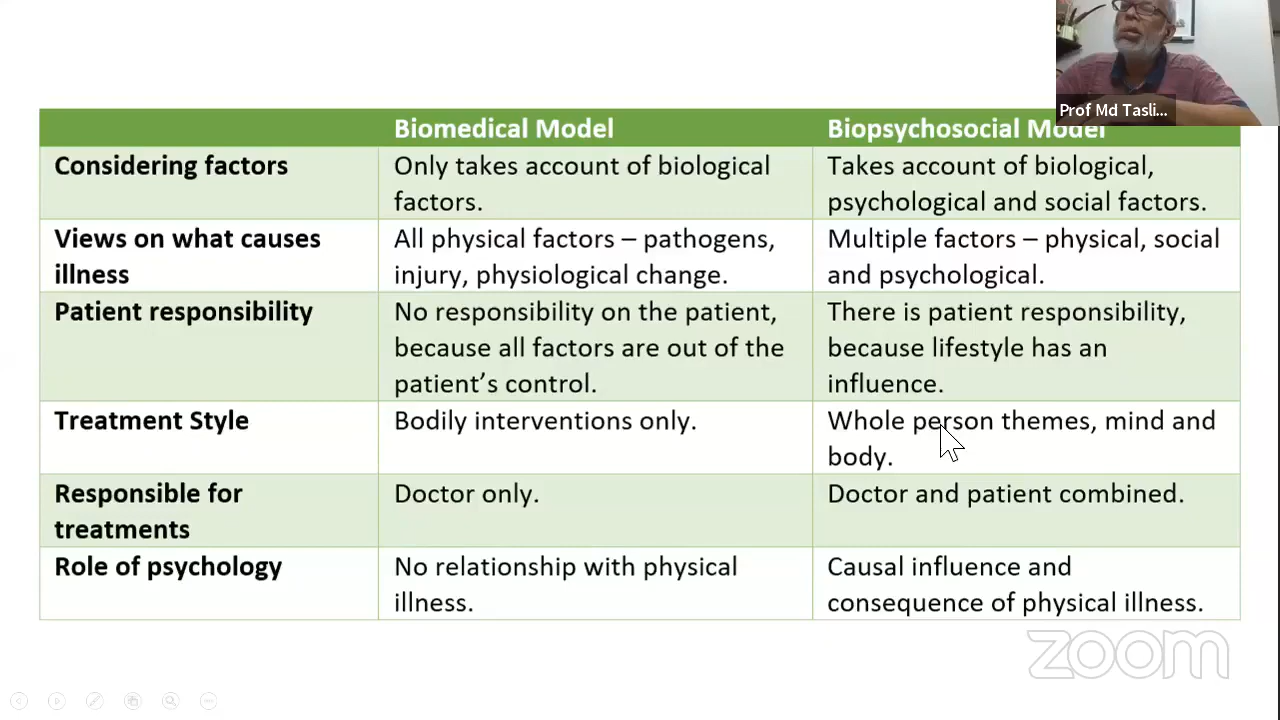 Prof Md Tasli...
Biomedical Model
Biopsychosocial Model
Considering factors
Only takes account of biological
factors.
Takes account of biological,
psychological and social factors.
Views on what causes
illness
All physical factors – pathogens,
injury, physiological change.
Multiple factors – physical, social
and psychological.
Patient responsibility
No responsibility on the patient,
because all factors are out of the
patient’s control.
There is patient responsibility,
because lifestyle has an
influence.
Treatment Style
Bodily interventions only.
Whole person themes, mind and
body.
Responsible for
treatments
Doctor only.
Doctor and patient combined.
Role of psychology
No relationship with physical
illness.
Causal influence and
consequence of physical illness.
zoom